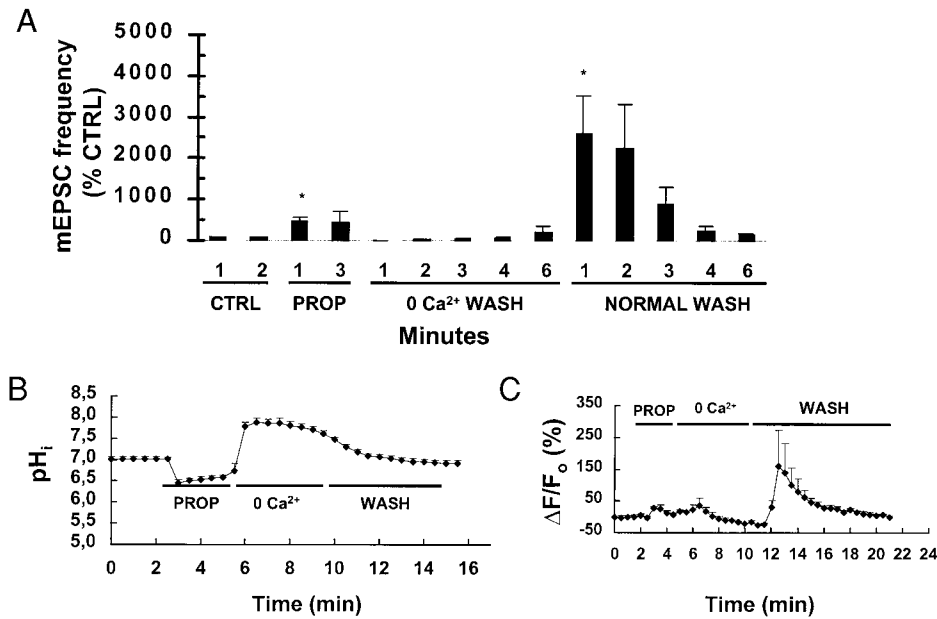 A
mEPSC frequency
(% CTRL)
5000
4000
3000
2000
1000
0
*
*
1 2 1 3 1 2 3 4 6 1 2 3 4 6
CTRL PROP 0 Ca²⁺ WASH NORMAL WASH
Minutes
B
pHi
8,5
8,0
7,5
7,0
6,5
6,0
5,5
5,0
PROP 0 Ca²⁺ WASH
0 2 4 6 8 10 12 14 16
Time (min)
C
ΔF/Fo (%)
350
250
150
50
-50
PROP 0 Ca²⁺ WASH
0 2 4 6 8 10 12 14 16 18 20 22 24
Time (min)